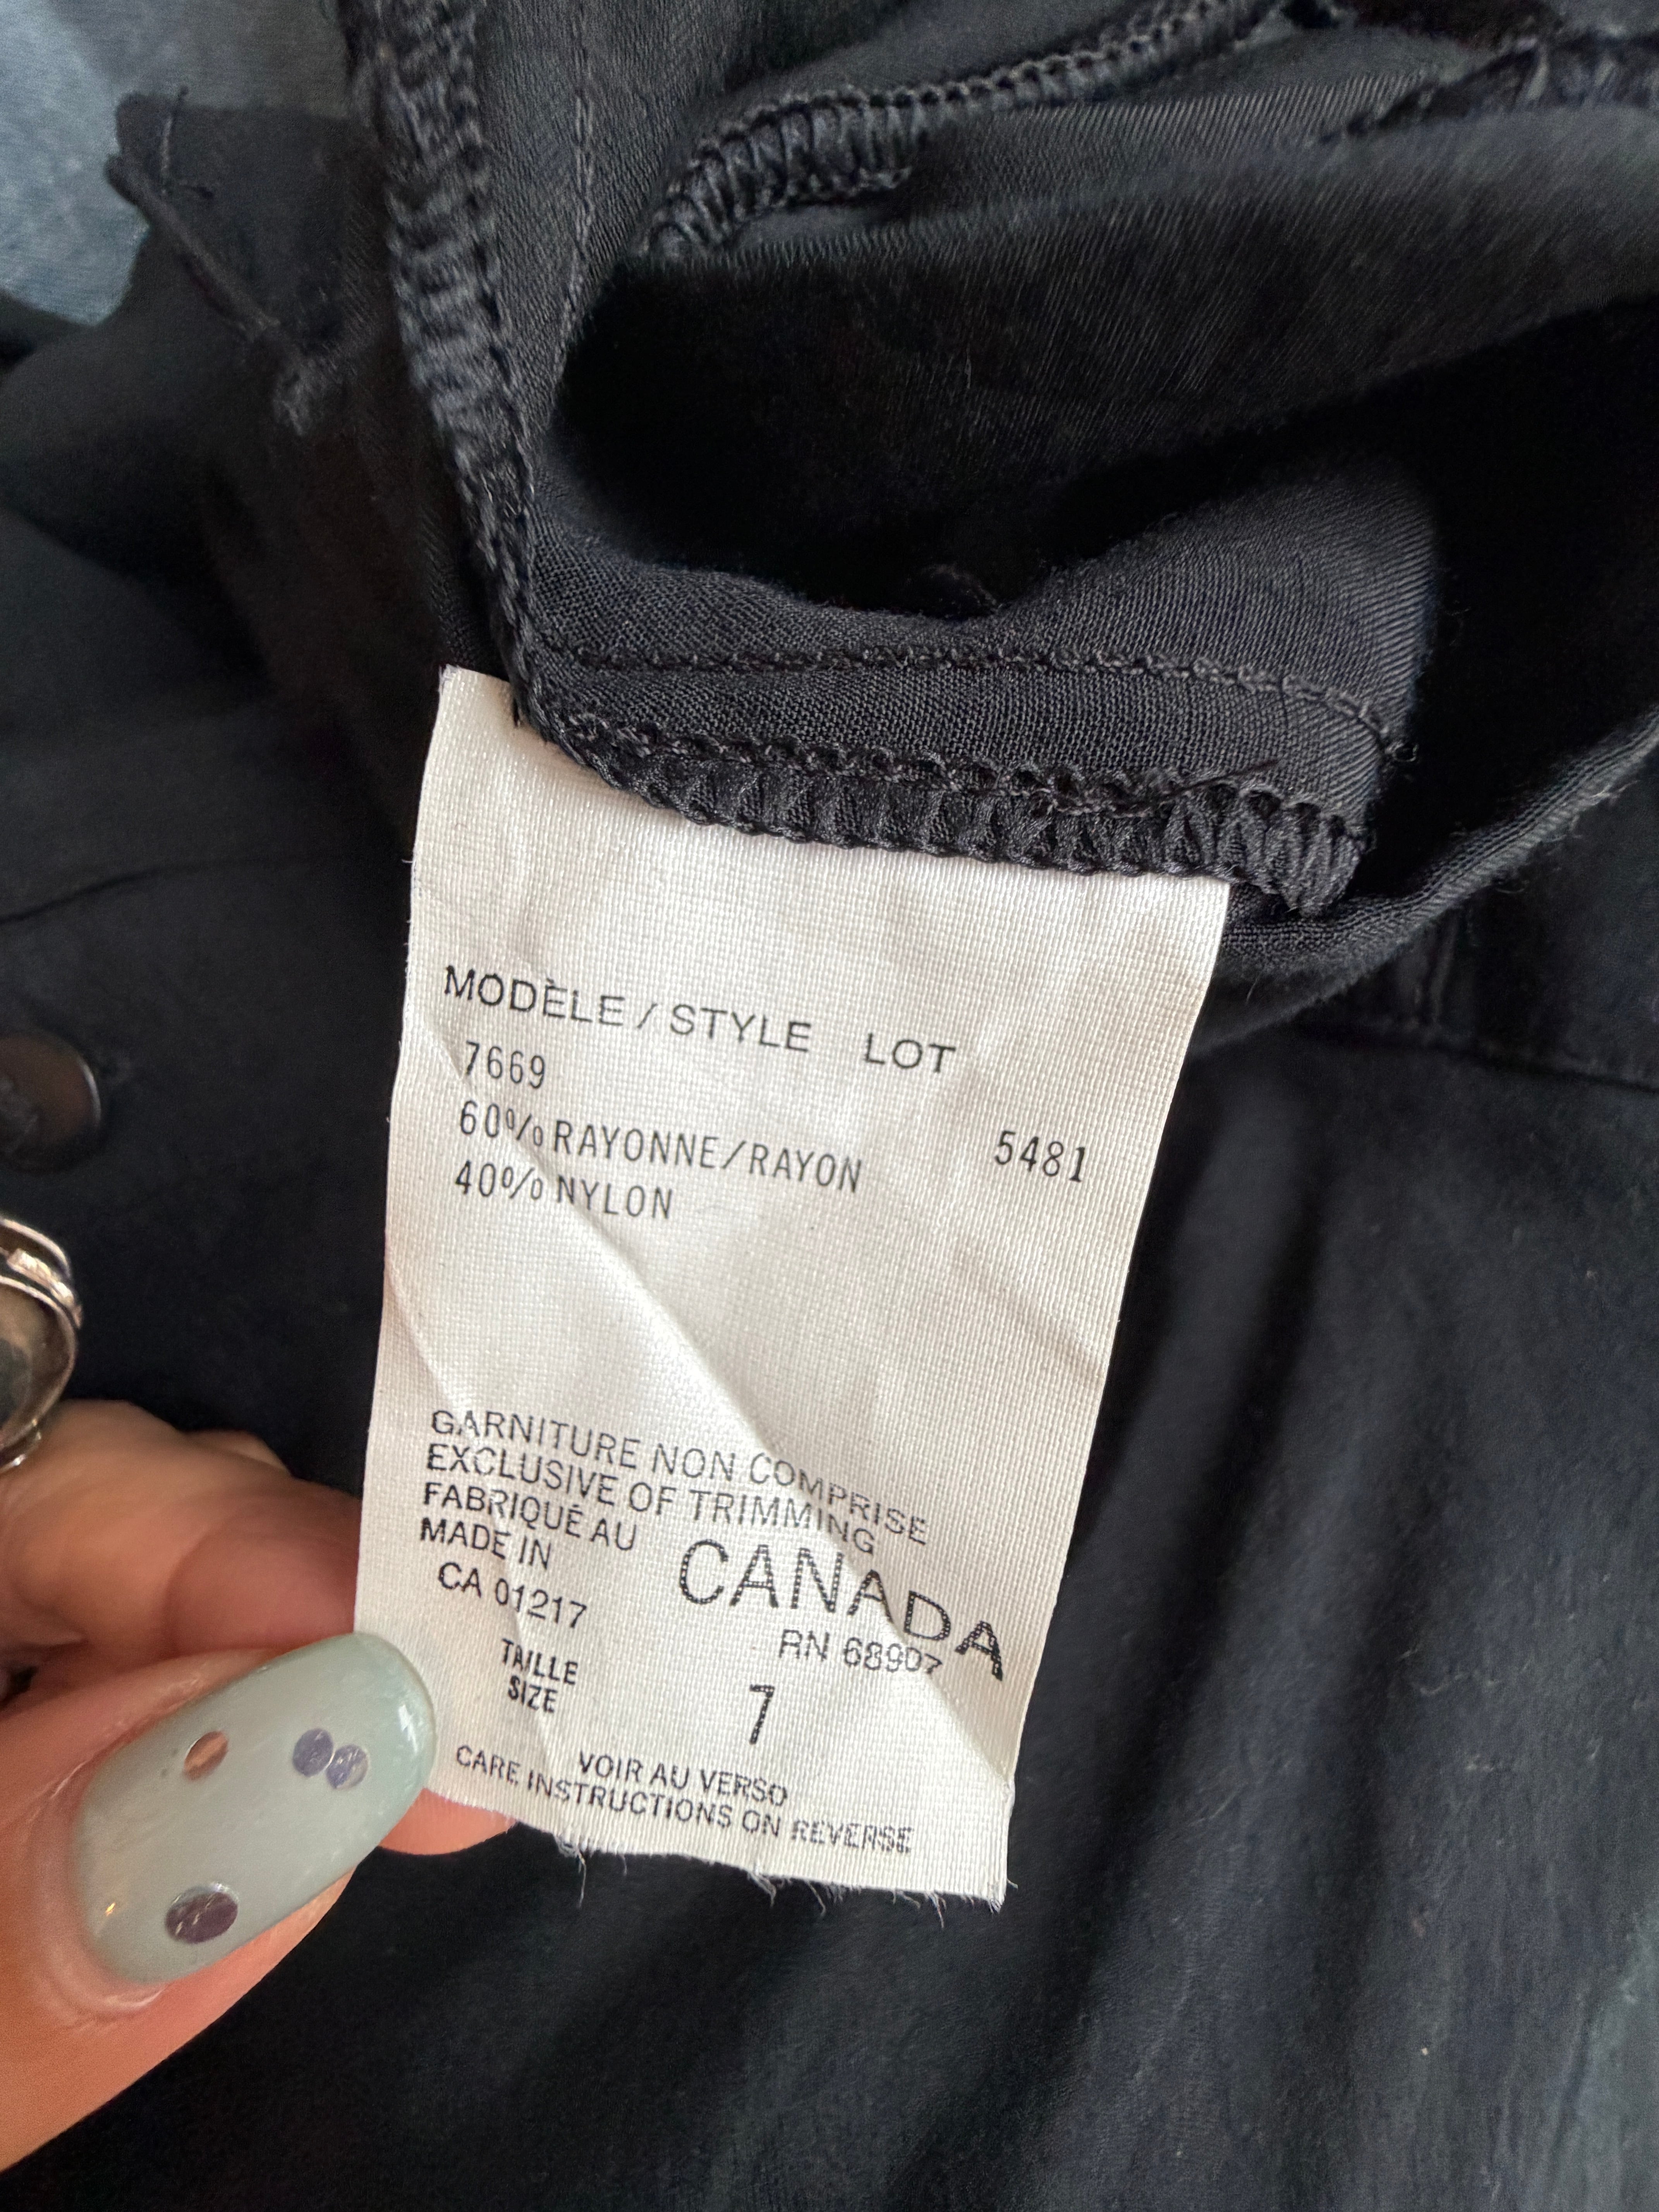 MODÈLE / STYLE LOT
7669
60% RAYONNE/RAYON 5481
40% NYLON
GARNITURE NON COMPRISE
EXCLUSIVE OF TRIMMING
FABRIQUÉ AU
MADE IN CANADA
CA 01217 RN 68907
TAILLE
SIZE 7
VOIR AU VERSO
CARE INSTRUCTIONS ON REVERSE